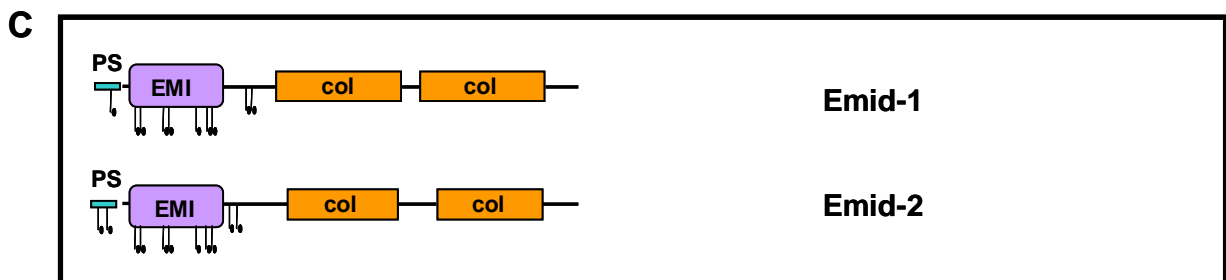 C
PS
EMI col col Emid-1
PS
EMI col col Emid-2